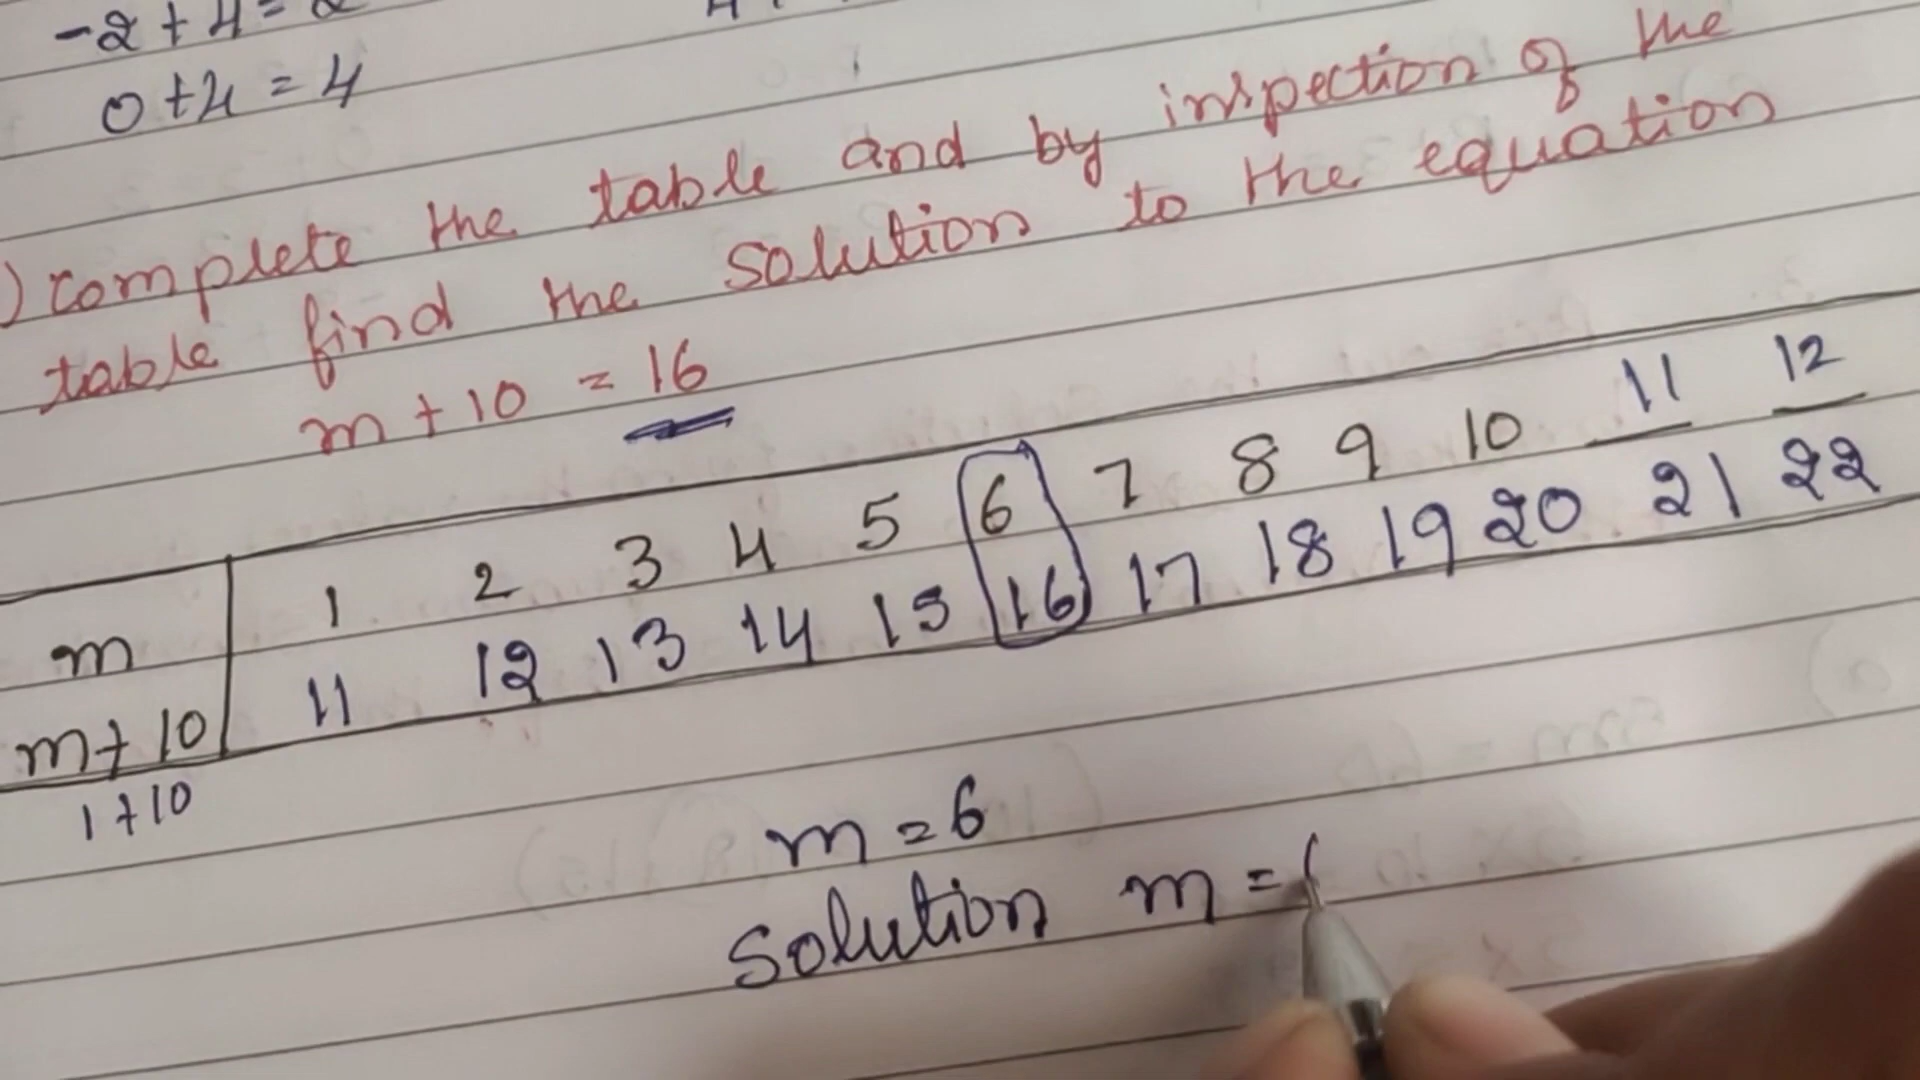 -2+4=2
0+4=4
) complete the table and by inspection of the
table find the solution to the equation
m+10 = 16
m 1 2 3 4 5 6 7 8 9 10 11 12
m+10 11 12 13 14 15 16 17 18 19 20 21 22
1+10
m=6
Solution m=